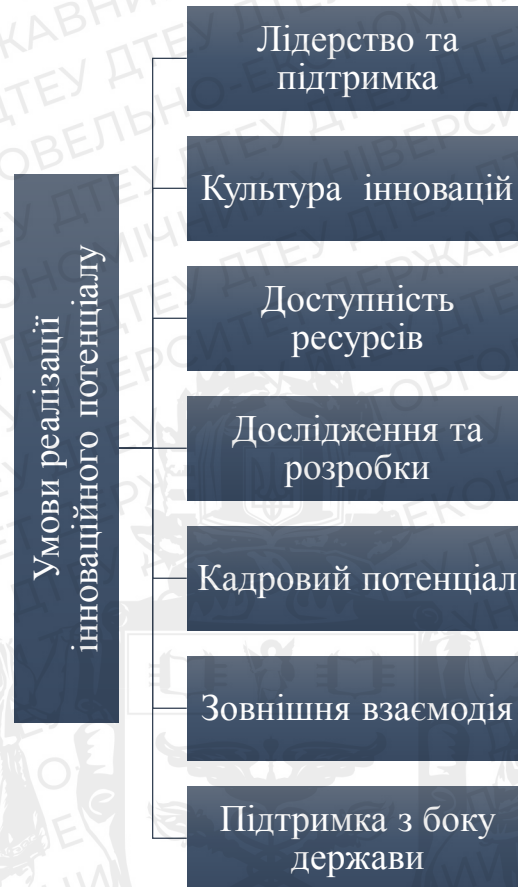 Умови реалізації
інноваційного потенціалу
Лідерство та
підтримка
Культура інновацій
Доступність
ресурсів
Дослідження та
розробки
Кадровий потенціал
Зовнішня взаємодія
Підтримка з боку
держави